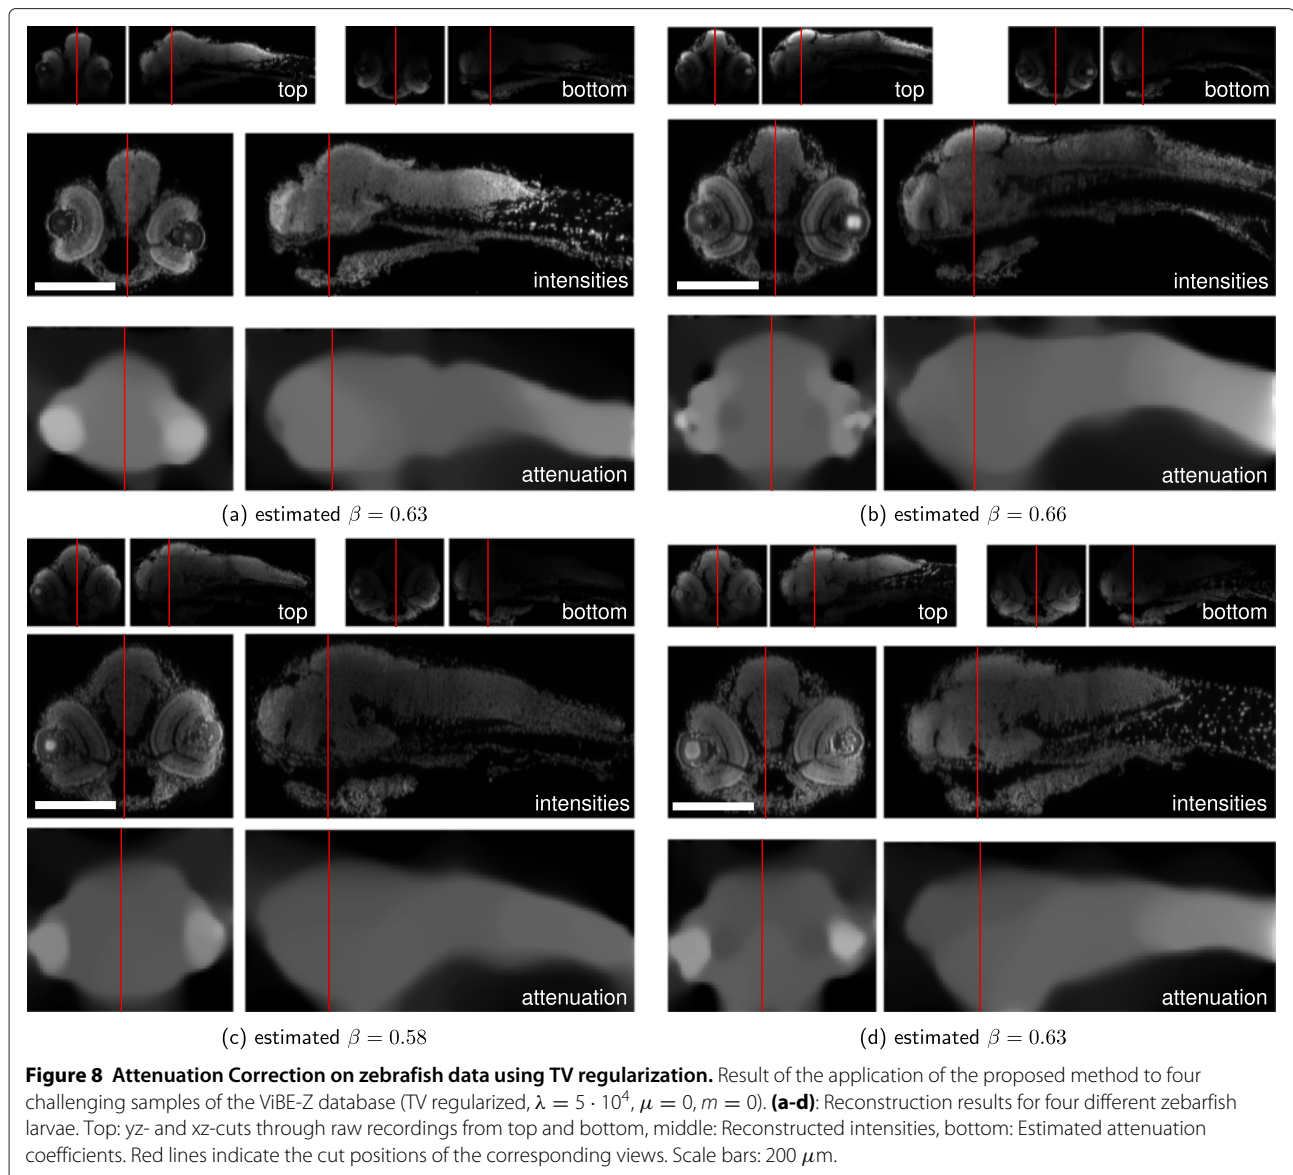 top
bottom
top
bottom
intensities
intensities
attenuation
attenuation
(a) estimated β = 0.63
(b) estimated β = 0.66
top
bottom
top
bottom
intensities
intensities
attenuation
attenuation
(c) estimated β = 0.58
(d) estimated β = 0.63
Figure 8 Attenuation Correction on zebrafish data using TV regularization. Result of the application of the proposed method to four
challenging samples of the ViBE-Z database (TV regularized, λ = 5 · 10⁴, μ = 0, m = 0). (a-d): Reconstruction results for four different zebarfish
larvae. Top: yz- and xz-cuts through raw recordings from top and bottom, middle: Reconstructed intensities, bottom: Estimated attenuation
coefficients. Red lines indicate the cut positions of the corresponding views. Scale bars: 200 μm.